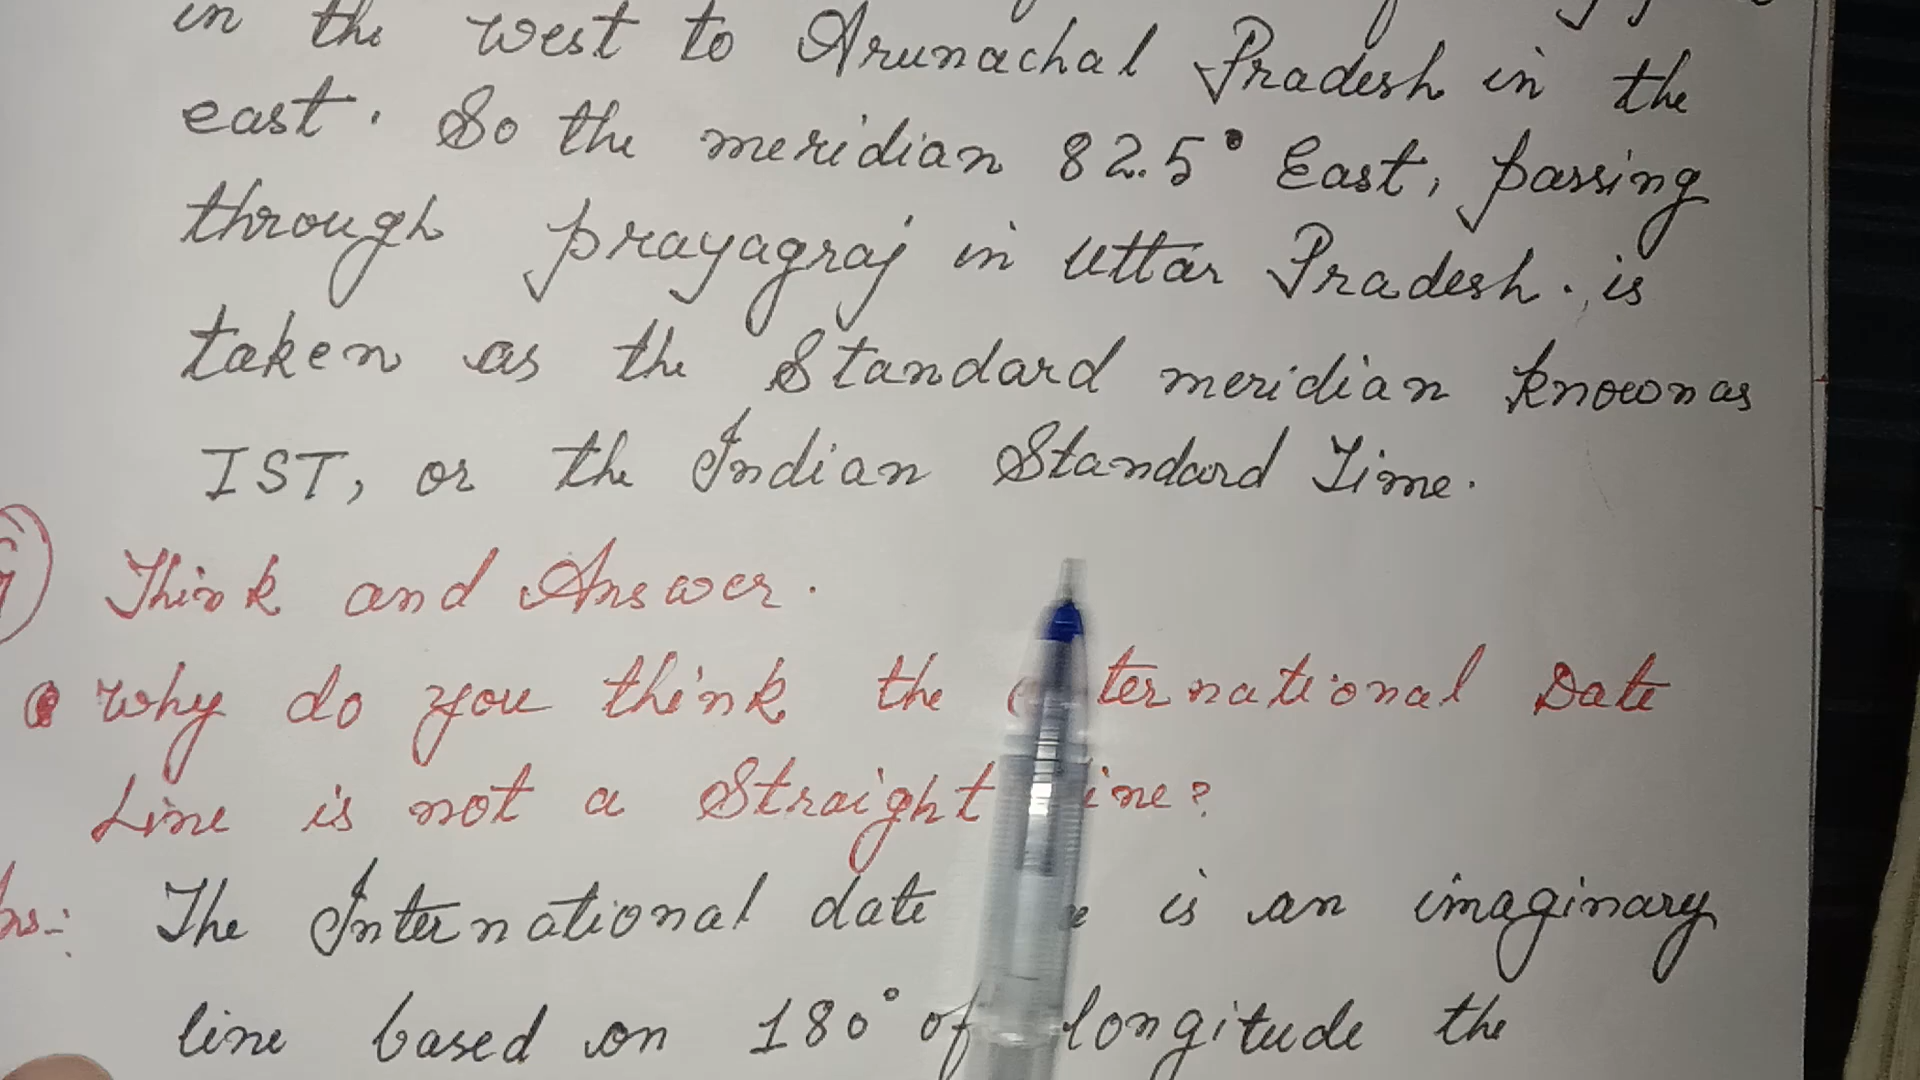 in the west to Arunachal Pradesh in the
east. So the meridian 82.5° East, passing
through prayagraj in Uttar Pradesh. is
taken as the Standard meridian known as
IST, or the Indian Standard Time.
Think and Answer.
Why do you think the ternational Date
Line is not a Straight ine?
Ans:- The International date is an imaginary
line based on 180° of longitude the